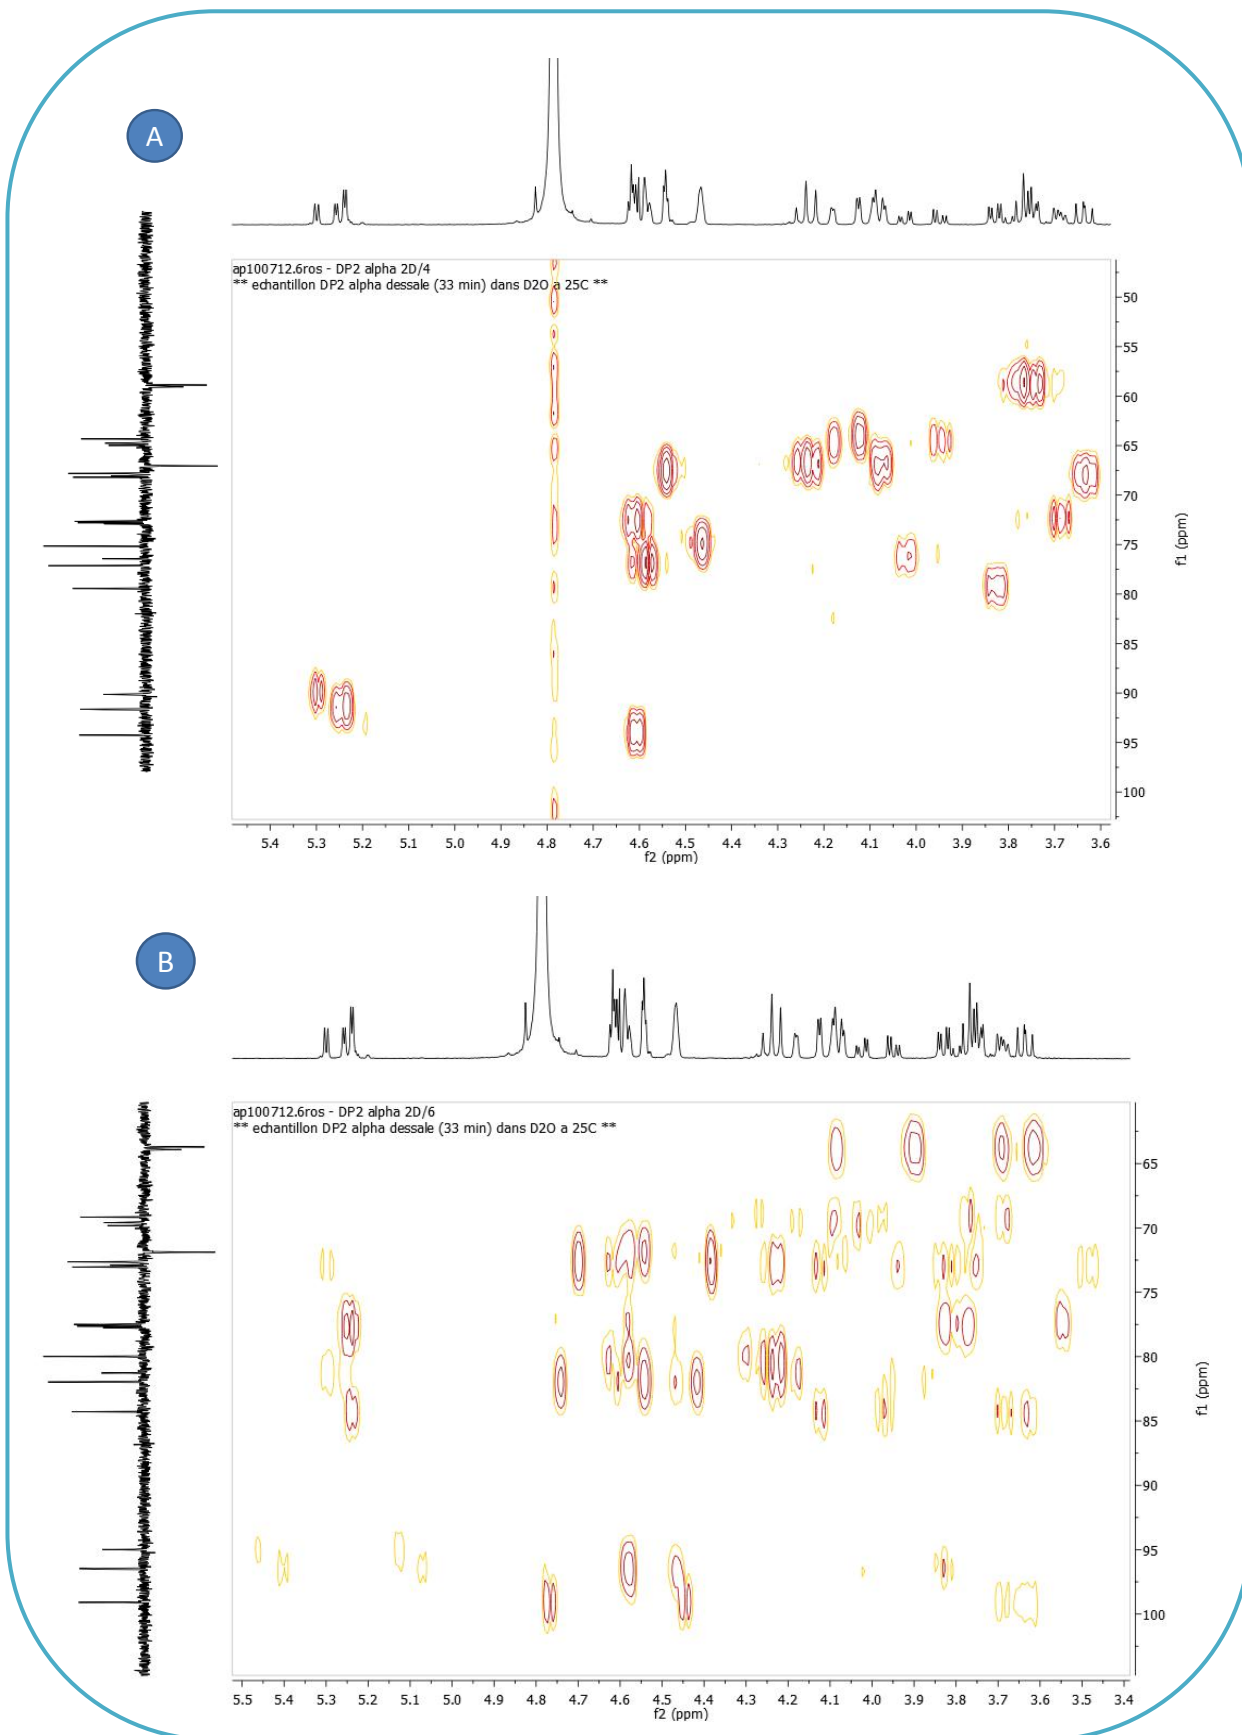 A
ap100712.6ros - DP2 alpha 2D/4
** echantillon DP2 alpha dessale (33 min) dans D2O a 25C **
50
55
60
65
70
75
80
85
90
95
100
f1 (ppm)
5.4 5.3 5.2 5.1 5.0 4.9 4.8 4.7 4.6 4.5 4.4 4.3 4.2 4.1 4.0 3.9 3.8 3.7 3.6
f2 (ppm)
B
ap100712.6ros - DP2 alpha 2D/6
** echantillon DP2 alpha dessale (33 min) dans D2O a 25C **
65
70
75
80
85
90
95
100
f1 (ppm)
5.5 5.4 5.3 5.2 5.1 5.0 4.9 4.8 4.7 4.6 4.5 4.4 4.3 4.2 4.1 4.0 3.9 3.8 3.7 3.6 3.5 3.4
f2 (ppm)